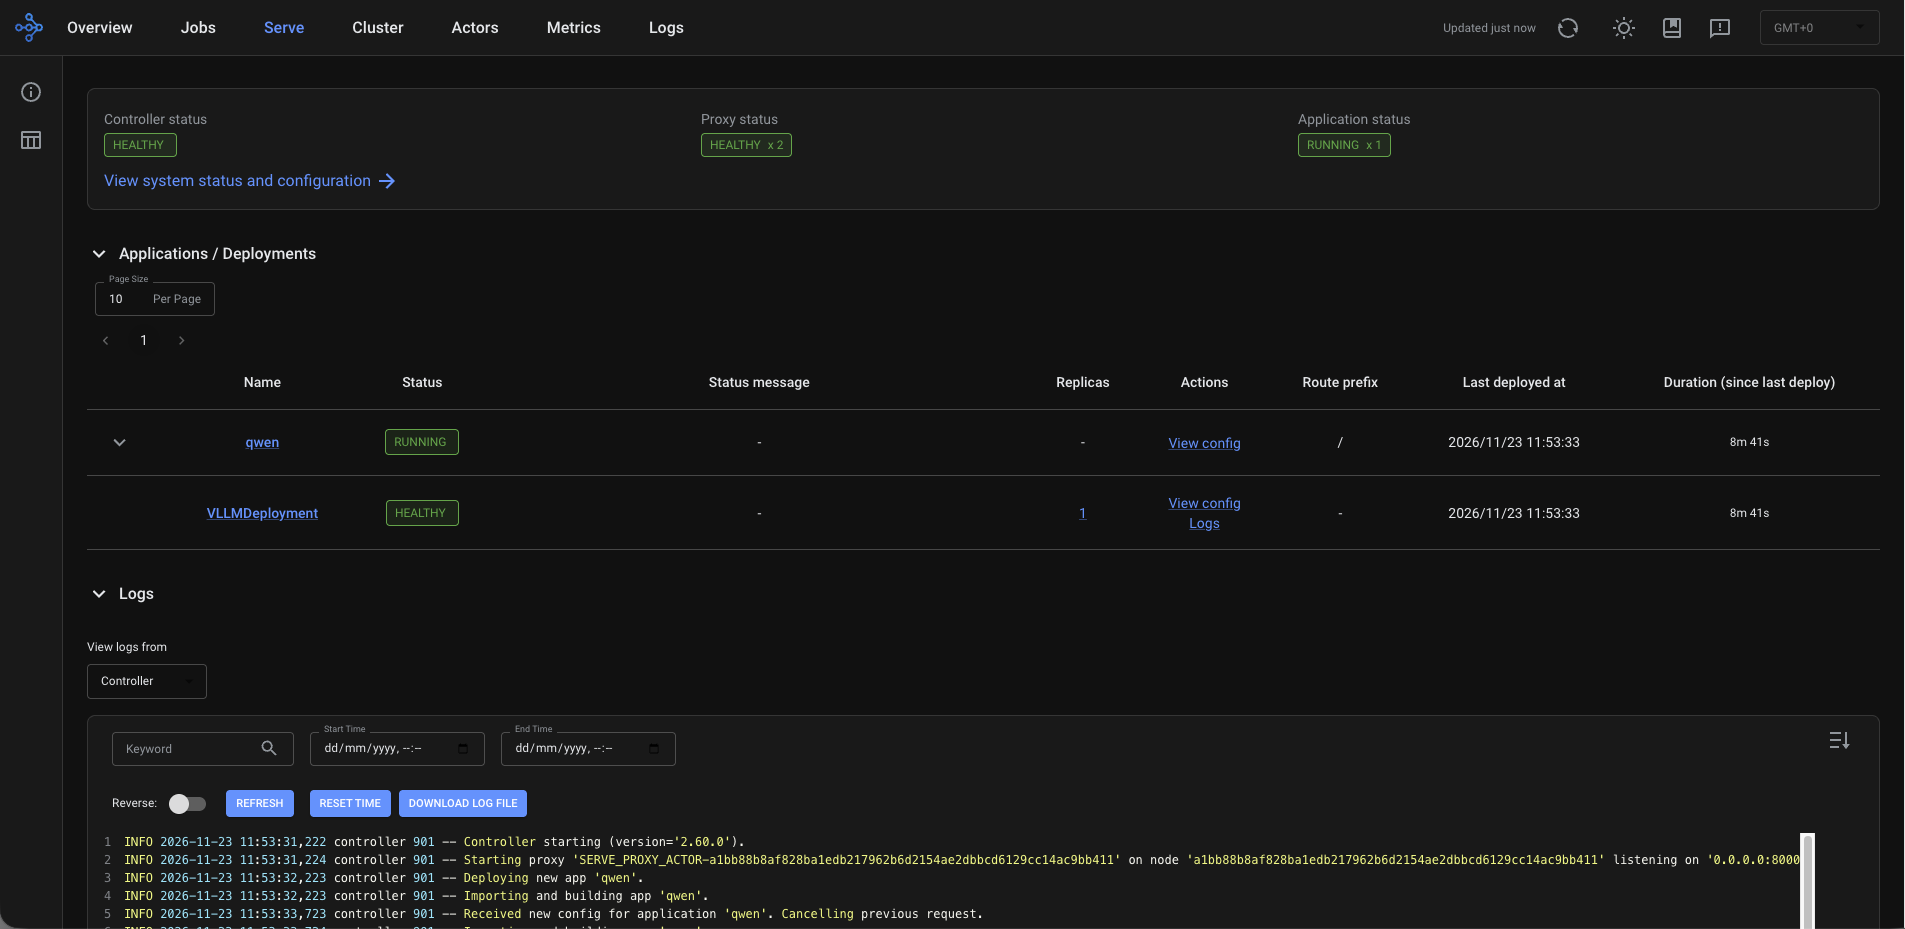 Overview Jobs Serve Cluster Actors Metrics Logs Updated just now GMT+0
Controller status Proxy status Application status
HEALTHY HEALTHY x 2 RUNNING x 1
View system status and configuration
Applications / Deployments
Page Size
10 Per Page
1
Name Status Status message Replicas Actions Route prefix Last deployed at Duration (since last deploy)
qwen RUNNING - - View config / 2026/11/23 11:53:33 8m 41s
VLLMDeployment HEALTHY - 1 View config Logs - 2026/11/23 11:53:33 8m 41s
Logs
View logs from
Controller
Start Time End Time
Keyword dd/mm/yyyy, --:-- dd/mm/yyyy, --:--
Reverse: REFRESH RESET TIME DOWNLOAD LOG FILE
1 INFO 2026-11-23 11:53:31,222 controller 901 -- Controller starting (version='2.60.0').
2 INFO 2026-11-23 11:53:31,224 controller 901 -- Starting proxy 'SERVE_PROXY_ACTOR-a1bb88b8af828ba1edb217962b6d2154ae2dbbcd6129cc14ac9bb411' on node 'a1bb88b8af828ba1edb217962b6d2154ae2dbbcd6129cc14ac9bb411' listening on '0.0.0.0:8000
3 INFO 2026-11-23 11:53:32,223 controller 901 -- Deploying new app 'qwen'.
4 INFO 2026-11-23 11:53:32,223 controller 901 -- Importing and building app 'qwen'.
5 INFO 2026-11-23 11:53:33,723 controller 901 -- Received new config for application 'qwen'. Cancelling previous request.